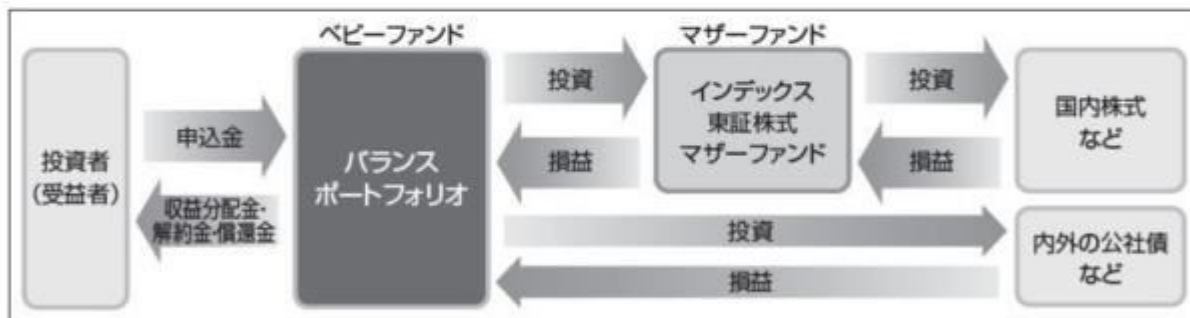 ベビーファンド
マザーファンド
投資者
(受益者)
申込金
収益分配金・
解約金・償還金
バランス
ポートフォリオ
投資
損益
インデックス
東証株式
マザーファンド
投資
損益
国内株式
など
投資
損益
内外の公社債
など